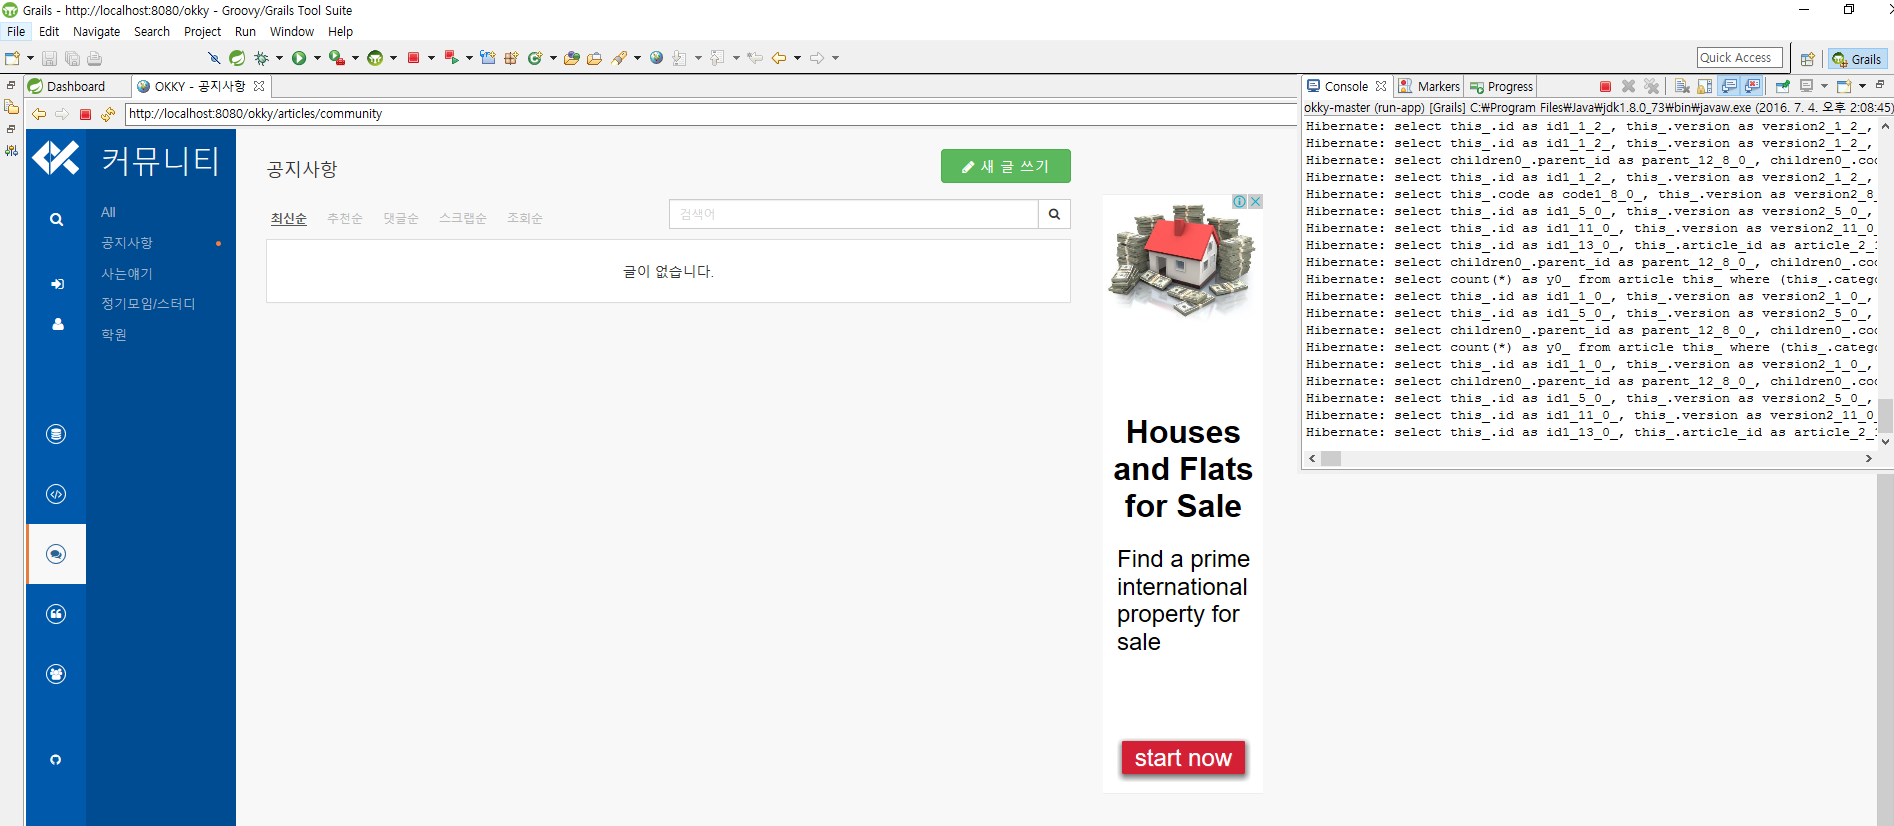 Grails - http://localhost:8080/okky - Groovy/Grails Tool Suite
File Edit Navigate Search Project Run Window Help
Quick Access
Grails
Dashboard
OKKY - 공지사항
http://localhost:8080/okky/articles/community
커뮤니티
All
공지사항
사는얘기
정기모임/스터디
학원
공지사항
새 글 쓰기
최신순 추천순 댓글순 스크랩순 조회순
검색어
글이 없습니다.
Houses
and Flats
for Sale
Find a prime
international
property for
sale
start now
Console Markers Progress
okky-master (run-app) [Grails] C:₩Program Files₩Java₩jdk1.8.0_73₩bin₩javaw.exe (2016. 7. 4. 오후 2:08:45)
Hibernate: select this_.id as id1_1_2_, this_.version as version2_1_2_,
Hibernate: select this_.id as id1_1_2_, this_.version as version2_1_2_,
Hibernate: select children0_.parent_id as parent_12_8_0_, children0_.coc
Hibernate: select this_.id as id1_1_2_, this_.version as version2_1_2_,
Hibernate: select this_.code as code1_8_0_, this_.version as version2_8_
Hibernate: select this_.id as id1_5_0_, this_.version as version2_5_0_,
Hibernate: select this_.id as id1_11_0_, this_.version as version2_11_0_
Hibernate: select this_.id as id1_13_0_, this_.article_id as article_2_1
Hibernate: select children0_.parent_id as parent_12_8_0_, children0_.coc
Hibernate: select count(*) as y0_ from article this_ where (this_.catego
Hibernate: select this_.id as id1_1_0_, this_.version as version2_1_0_,
Hibernate: select this_.id as id1_5_0_, this_.version as version2_5_0_,
Hibernate: select children0_.parent_id as parent_12_8_0_, children0_.coc
Hibernate: select count(*) as y0_ from article this_ where (this_.catego
Hibernate: select this_.id as id1_1_0_, this_.version as version2_1_0_,
Hibernate: select children0_.parent_id as parent_12_8_0_, children0_.coc
Hibernate: select this_.id as id1_5_0_, this_.version as version2_5_0_,
Hibernate: select this_.id as id1_11_0_, this_.version as version2_11_0_
Hibernate: select this_.id as id1_13_0_, this_.article_id as article_2_1